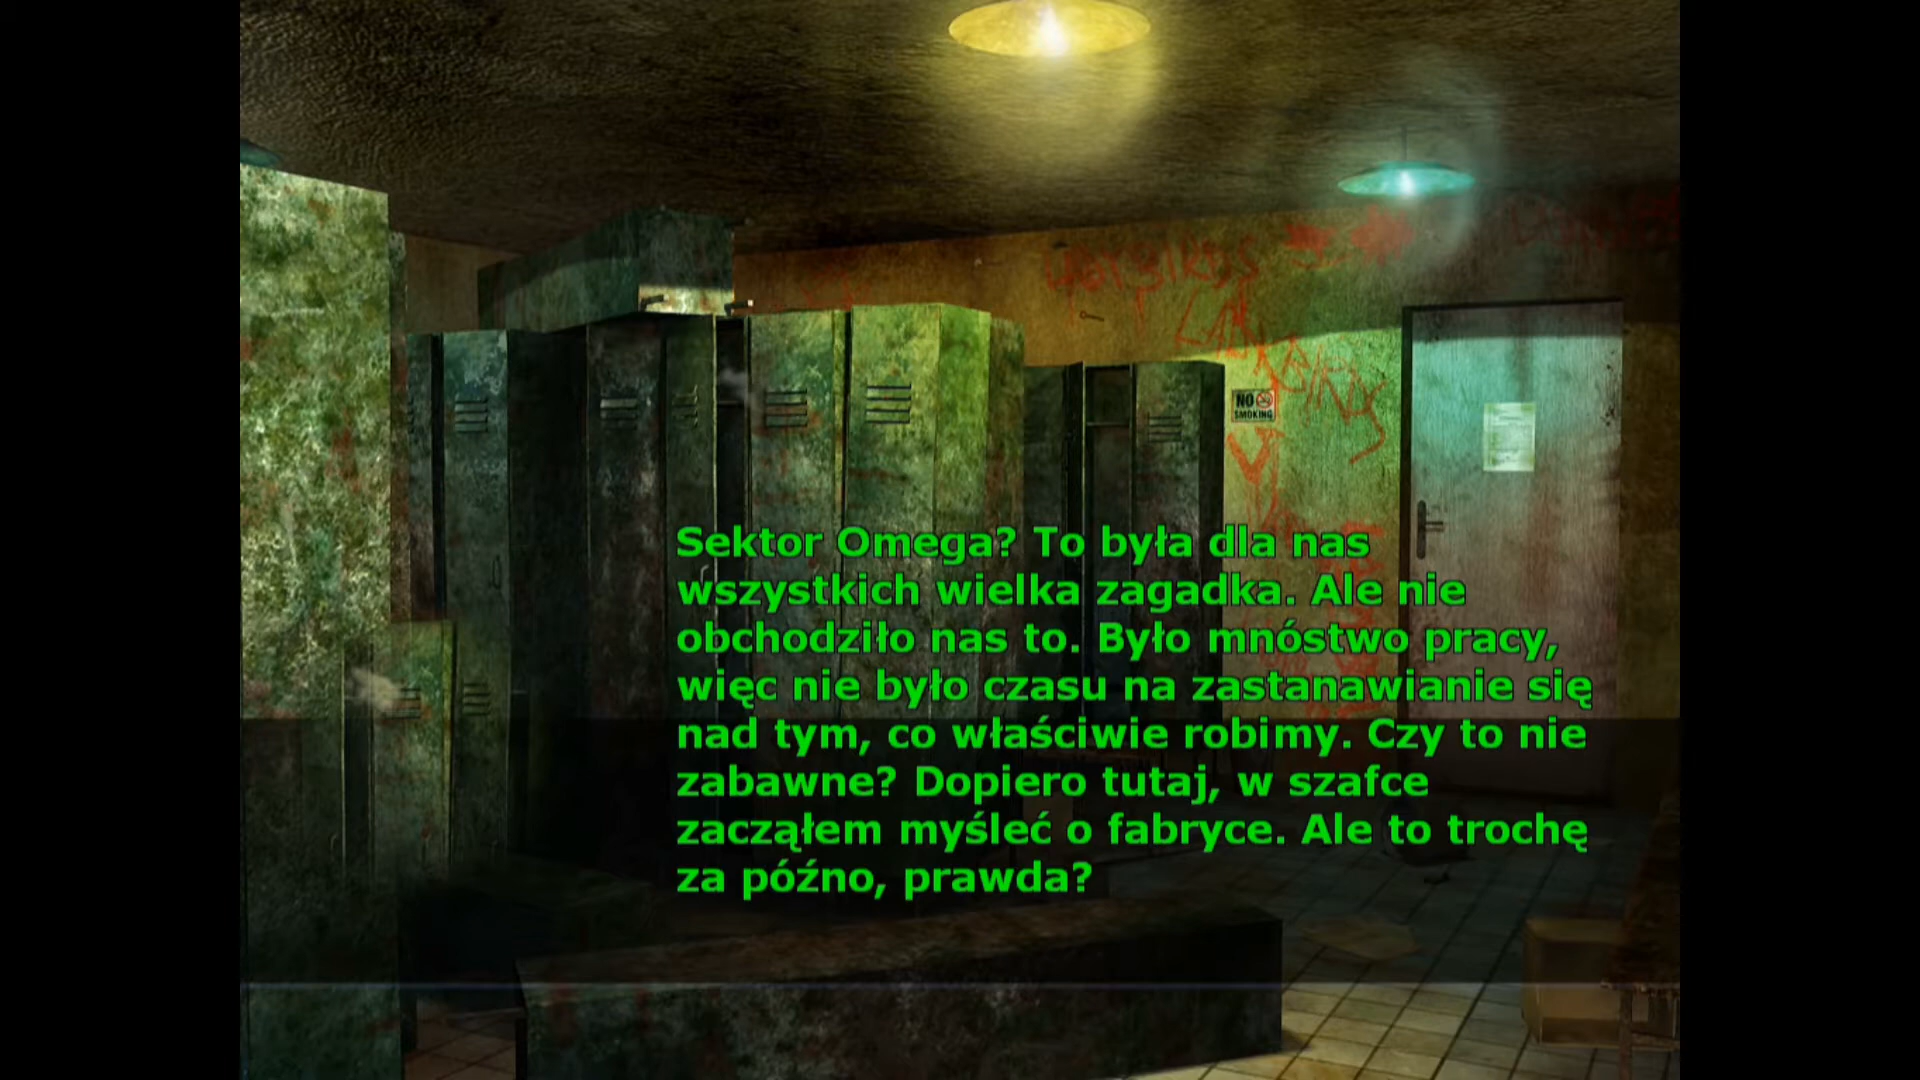 NO
SMOKING
Sektor Omega? To była dla nas
wszystkich wielka zagadka. Ale nie
obchodziło nas to. Było mnóstwo pracy,
więc nie było czasu na zastanawianie się
nad tym, co właściwie robimy. Czy to nie
zabawne? Dopiero tutaj, w szafce
zacząłem myśleć o fabryce. Ale to trochę
za późno, prawda?